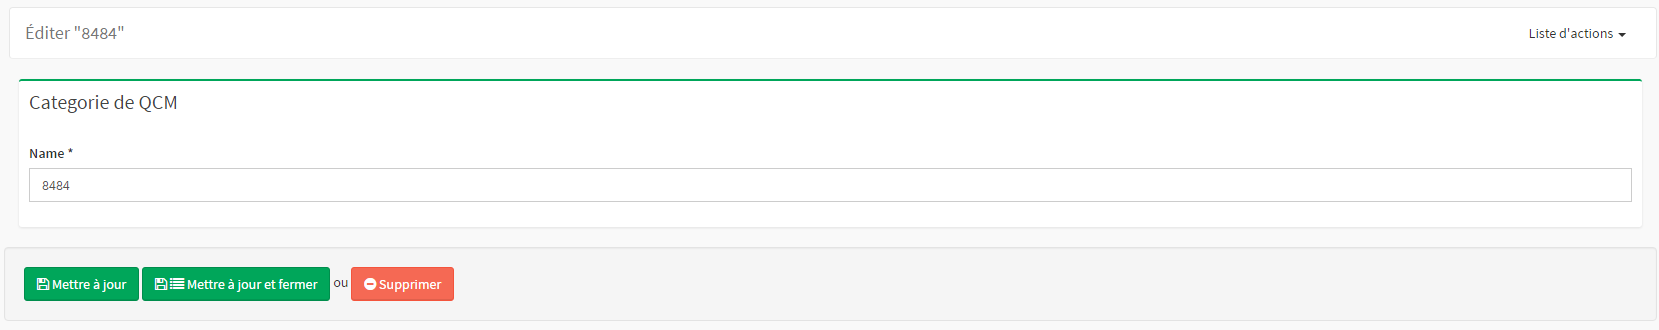 Éditer "8484"
Liste d'actions
Categorie de QCM
Name *
8484
Mettre à jour Mettre à jour et fermer ou Supprimer